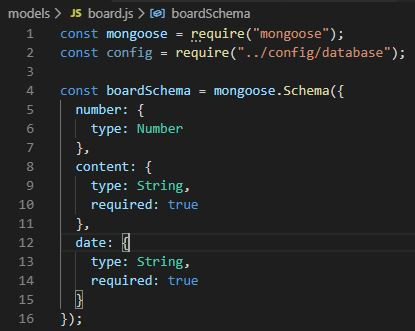 models > JS board.js > boardSchema
1 const mongoose = require("mongoose");
2 const config = require("../config/database");
3
4 const boardSchema = mongoose.Schema({
5   number: {
6     type: Number
7   },
8   content: {
9     type: String,
10     required: true
11   },
12   date: {
13     type: String,
14     required: true
15   }
16 });